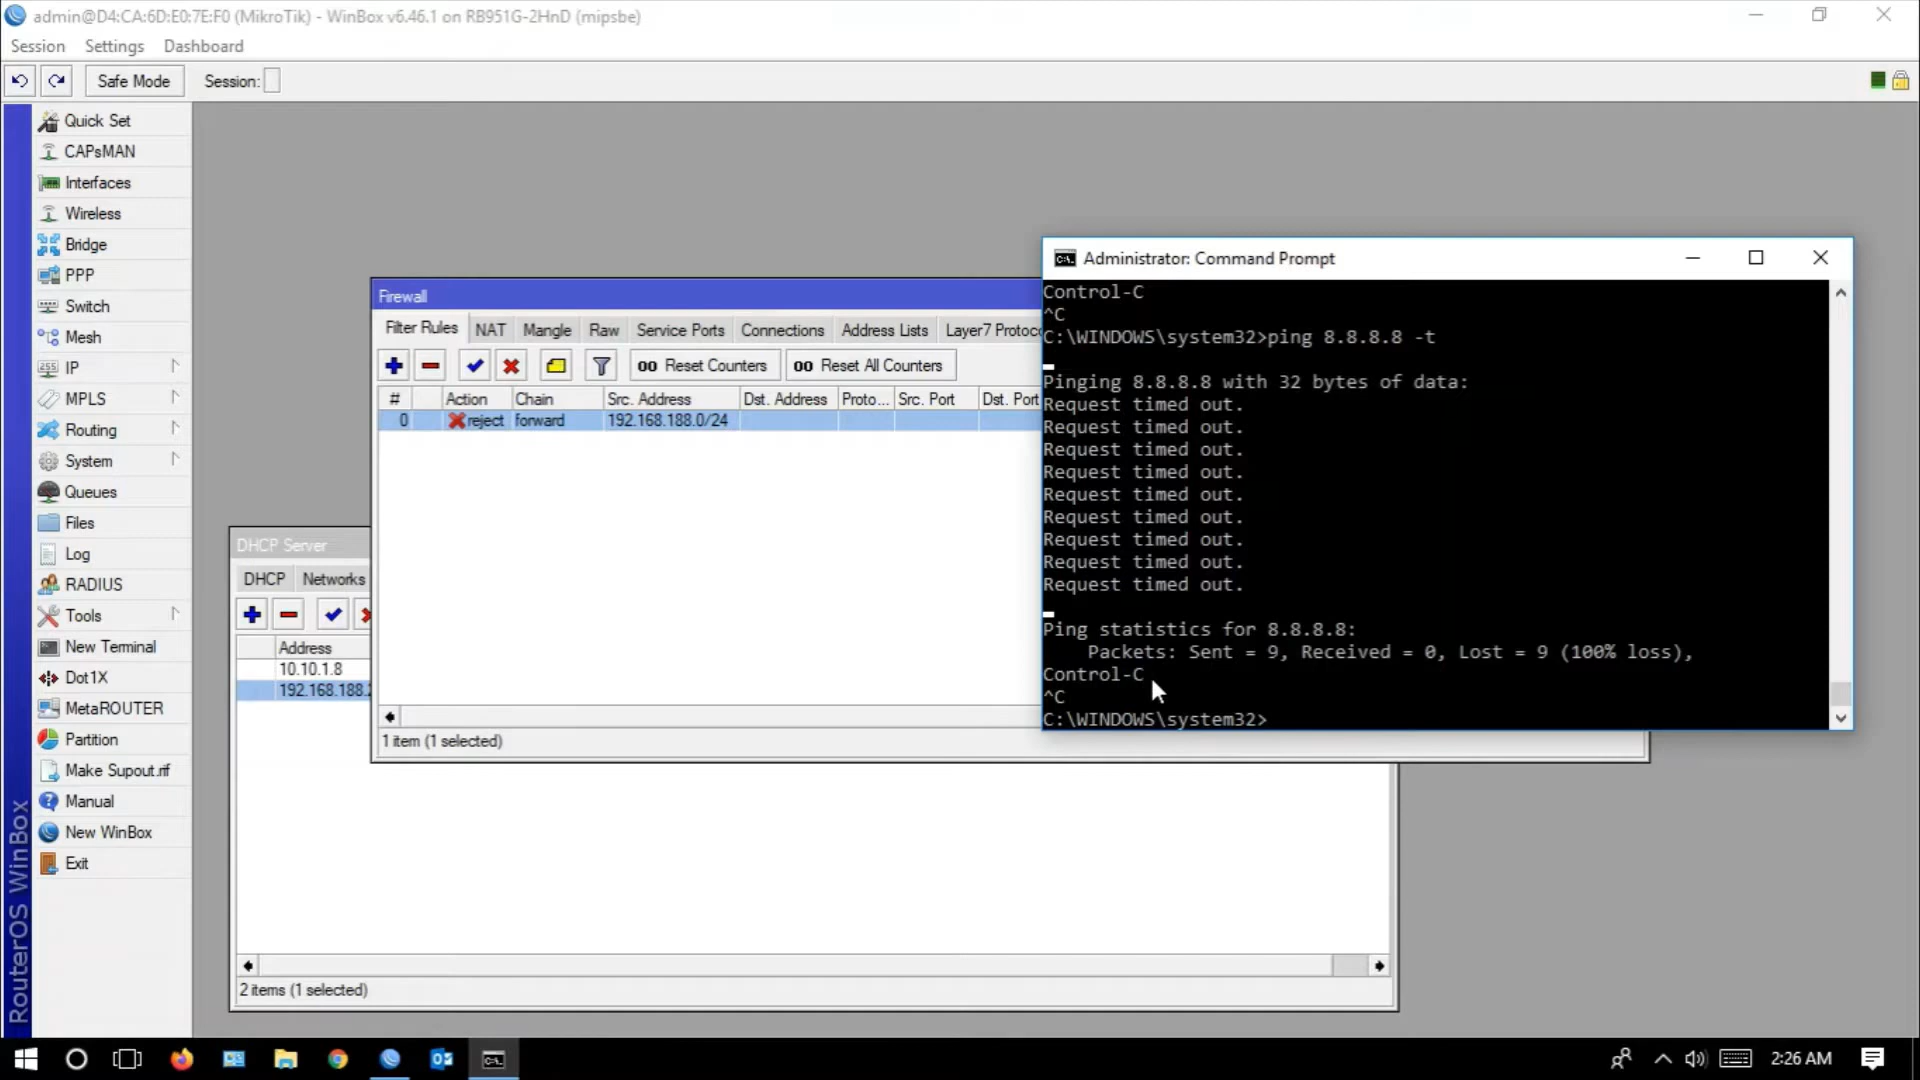 admin@D4:CA:6D:E0:7E:F0 (MikroTik) - WinBox v6.46.1 on RB951G-2HnD (mipsbe)
Session Settings Dashboard
Safe Mode Session:
Quick Set
CAPsMAN
Interfaces
Wireless
Bridge
PPP
Switch
Mesh
IP
MPLS
Routing
System
Queues
Files
Log
RADIUS
Tools
New Terminal
Dot1X
MetaROUTER
Partition
Make Supout.rif
Manual
New WinBox
Exit
RouterOS WinBox
Firewall
Filter Rules NAT Mangle Raw Service Ports Connections Address Lists Layer7 Protoc
00 Reset Counters 00 Reset All Counters
# Action Chain Src. Address Dst. Address Proto... Src. Port Dst. Port
0 reject forward 192.168.188.0/24
1 item (1 selected)
DHCP Server
DHCP Networks
Address
10.10.1.8
192.168.188.2
2 items (1 selected)
Administrator: Command Prompt
Control-C
^C
C:\WINDOWS\system32>ping 8.8.8.8 -t
Pinging 8.8.8.8 with 32 bytes of data:
Request timed out.
Request timed out.
Request timed out.
Request timed out.
Request timed out.
Request timed out.
Request timed out.
Request timed out.
Request timed out.
Ping statistics for 8.8.8.8:
Packets: Sent = 9, Received = 0, Lost = 9 (100% loss),
Control-C
^C
C:\WINDOWS\system32>
2:26 AM